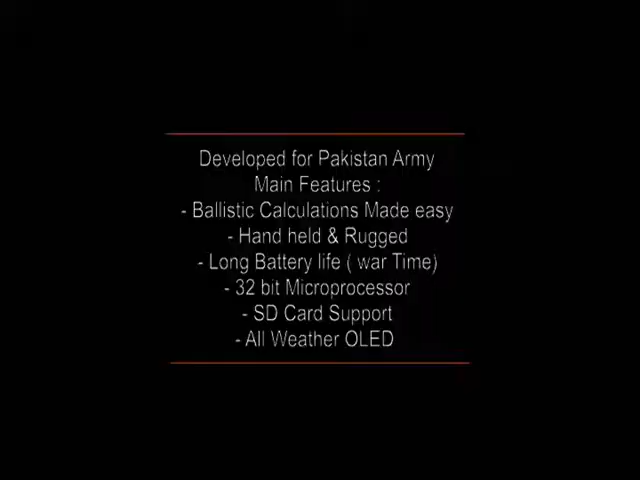 Developed for Pakistan Army
Main Features :
- Ballistic Calculations Made easy
- Hand held & Rugged
- Long Battery life ( war Time)
- 32 bit Microprocessor
- SD Card Support
- All Weather OLED